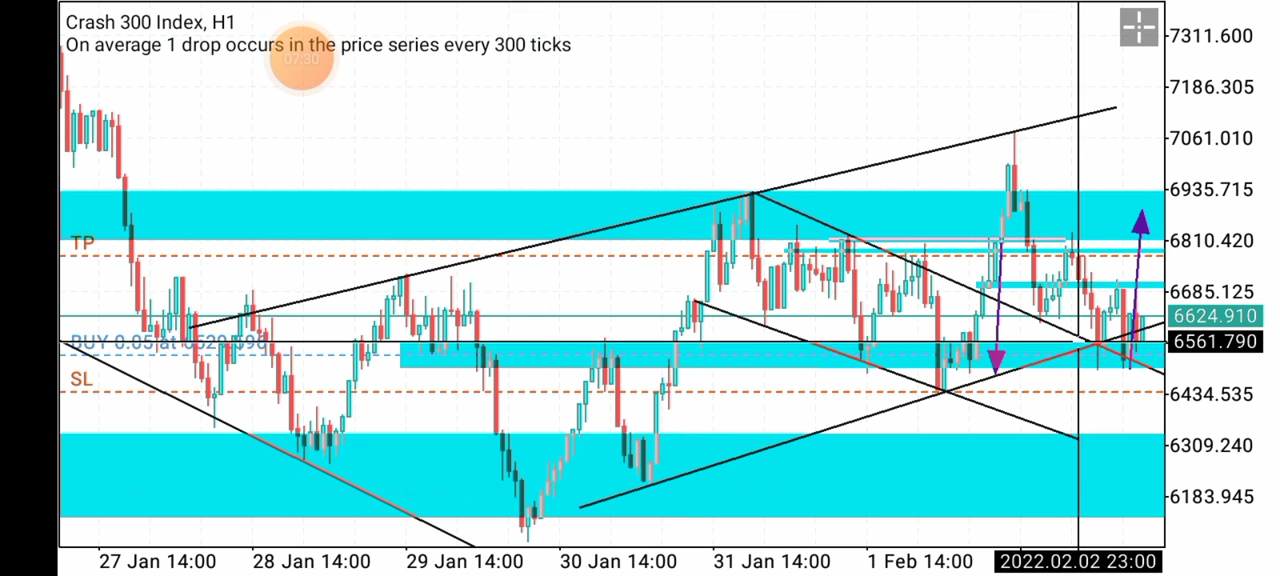 Crash 300 Index, H1
On average 1 drop occurs in the price series every 300 ticks
07:30
7311.600
7186.305
7061.010
6935.715
TP
6810.420
6685.125
6624.910
BUY 0.05 at
6561.790
SL
6434.535
6309.240
6183.945
27 Jan 14:00
28 Jan 14:00
29 Jan 14:00
30 Jan 14:00
31 Jan 14:00
1 Feb 14:00
2022.02.02 23:00